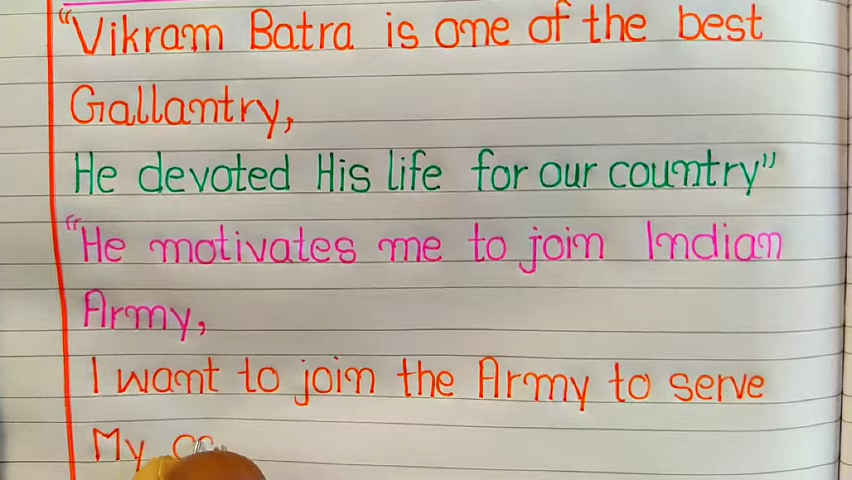 "Vikram Batra is one of the best
Gallantry,
He devoted His life for our country"
"He motivates me to join Indian
Army,
I want to join the Army to serve
My